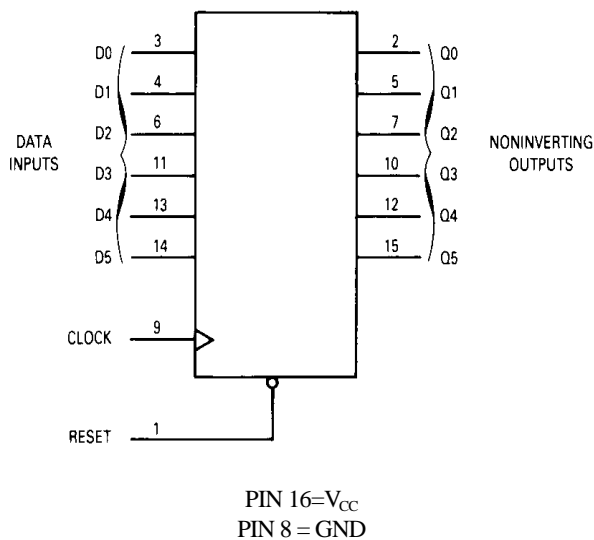 D0 3 2 Q0
D1 4 5 Q1
D2 6 7 Q2
DATA INPUTS
NONINVERTING OUTPUTS
D3 11 10 Q3
D4 13 12 Q4
D5 14 15 Q5
CLOCK 9
RESET 1
PIN 16=VCC
PIN 8 = GND